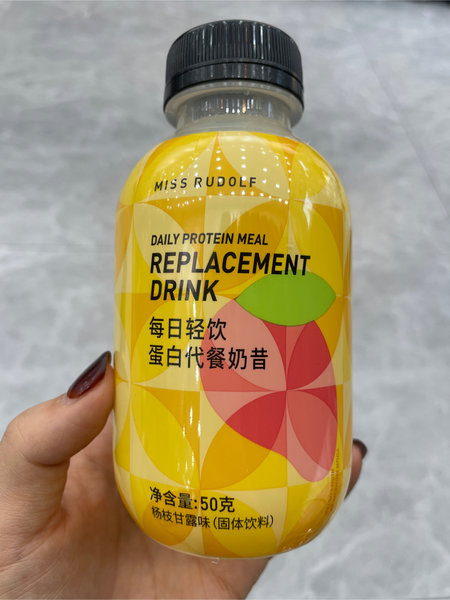 MISS RUDOLF
DAILY PROTEIN MEAL
REPLACEMENT
DRINK
每日轻饮
蛋白代餐奶昔
净含量:50克
杨枝甘露味(固体饮料)